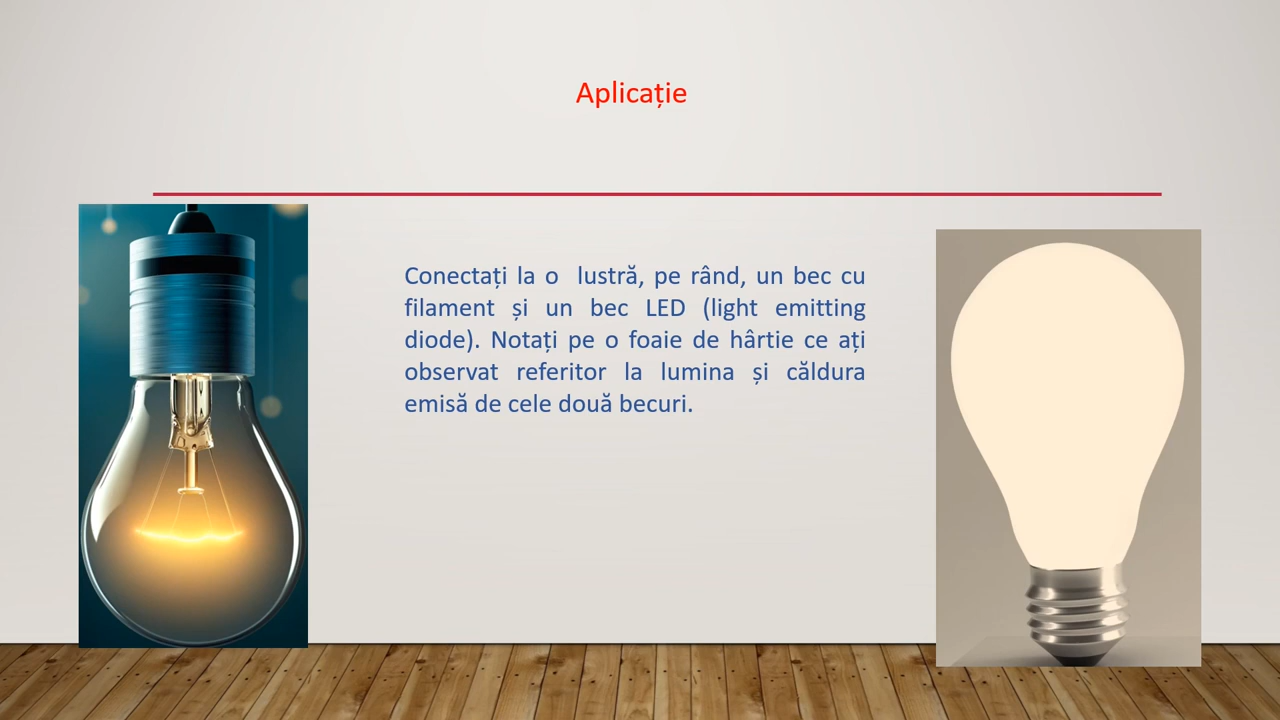 Aplicație
Conectați la o lustră, pe rând, un bec cu
filament și un bec LED (light emitting
diode). Notați pe o foaie de hârtie ce ați
observat referitor la lumina și căldura
emisă de cele două becuri.